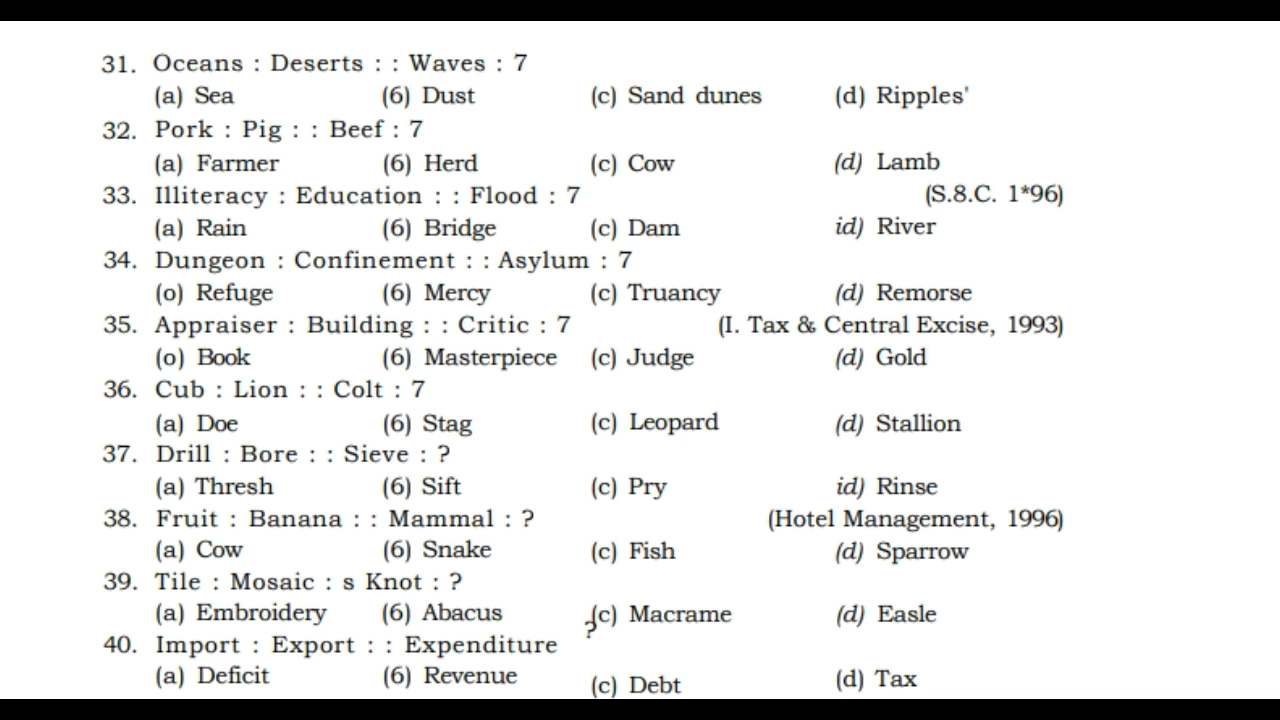 31. Oceans : Deserts : : Waves : 7
(a) Sea (6) Dust (c) Sand dunes (d) Ripples'
32. Pork : Pig : : Beef : 7
(a) Farmer (6) Herd (c) Cow (d) Lamb
33. Illiteracy : Education : : Flood : 7 (S.8.C. 1*96)
(a) Rain (6) Bridge (c) Dam id) River
34. Dungeon : Confinement : : Asylum : 7
(o) Refuge (6) Mercy (c) Truancy (d) Remorse
35. Appraiser : Building : : Critic : 7 (I. Tax & Central Excise, 1993)
(o) Book (6) Masterpiece (c) Judge (d) Gold
36. Cub : Lion : : Colt : 7
(a) Doe (6) Stag (c) Leopard (d) Stallion
37. Drill : Bore : : Sieve : ?
(a) Thresh (6) Sift (c) Pry id) Rinse
38. Fruit : Banana : : Mammal : ? (Hotel Management, 1996)
(a) Cow (6) Snake (c) Fish (d) Sparrow
39. Tile : Mosaic : s Knot : ?
(a) Embroidery (6) Abacus (c) Macrame (d) Easle
40. Import : Export : : Expenditure ?
(a) Deficit (6) Revenue (c) Debt (d) Tax